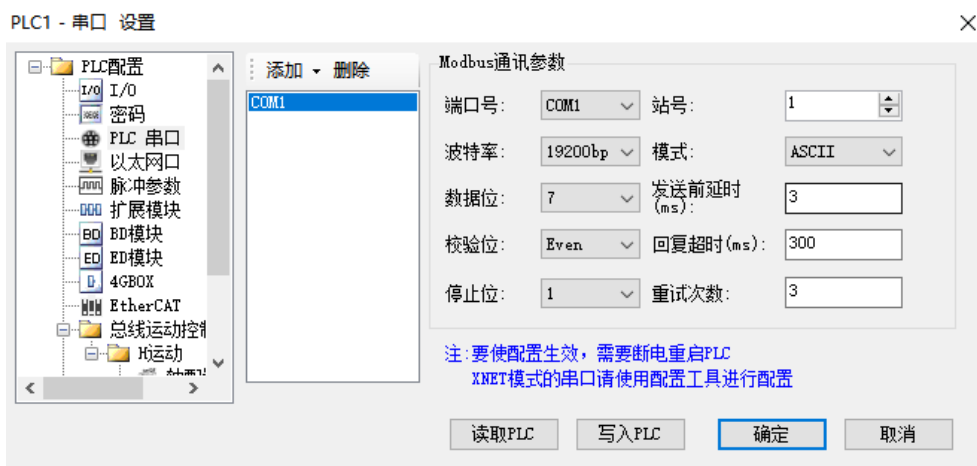 PLC1 - 串口 设置
PLC配置
I/O I/O
密码
PLC 串口
以太网口
脉冲参数
扩展模块
BD BD模块
ED ED模块
4GBOX
EtherCAT
总线运动控制
H运动
添加 删除
COM1
Modbus通讯参数
端口号: COM1 站号: 1
波特率: 19200bp 模式: ASCII
数据位: 7 发送前延时(ms): 3
校验位: Even 回复超时(ms): 300
停止位: 1 重试次数: 3
注:要使配置生效，需要断电重启PLC
XNET模式的串口请使用配置工具进行配置
读取PLC 写入PLC 确定 取消